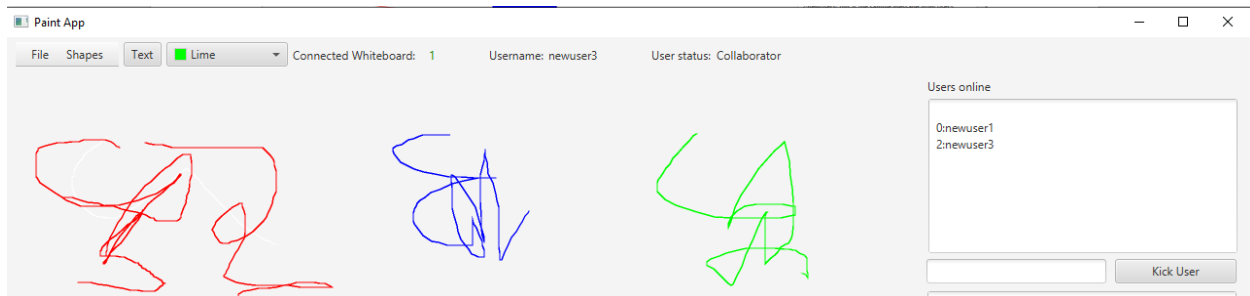 Paint App
File Shapes Text Lime Connected Whiteboard: 1 Username: newuser3 User status: Collaborator
Users online
0:newuser1
2:newuser3
Kick User